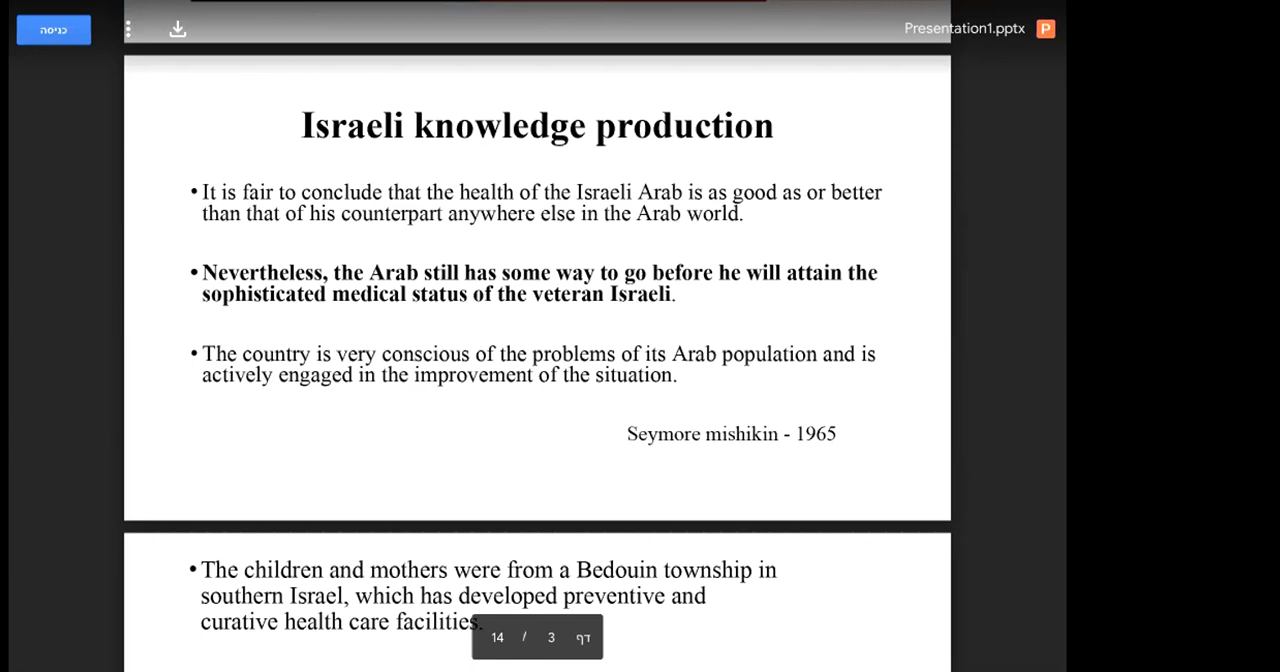 כניסה
Presentation1.pptx
P
Israeli knowledge production
• It is fair to conclude that the health of the Israeli Arab is as good as or better
than that of his counterpart anywhere else in the Arab world.
• Nevertheless, the Arab still has some way to go before he will attain the
sophisticated medical status of the veteran Israeli.
• The country is very conscious of the problems of its Arab population and is
actively engaged in the improvement of the situation.
Seymore mishikin - 1965
• The children and mothers were from a Bedouin township in
southern Israel, which has developed preventive and
curative health care facilities.
דף 3 / 14